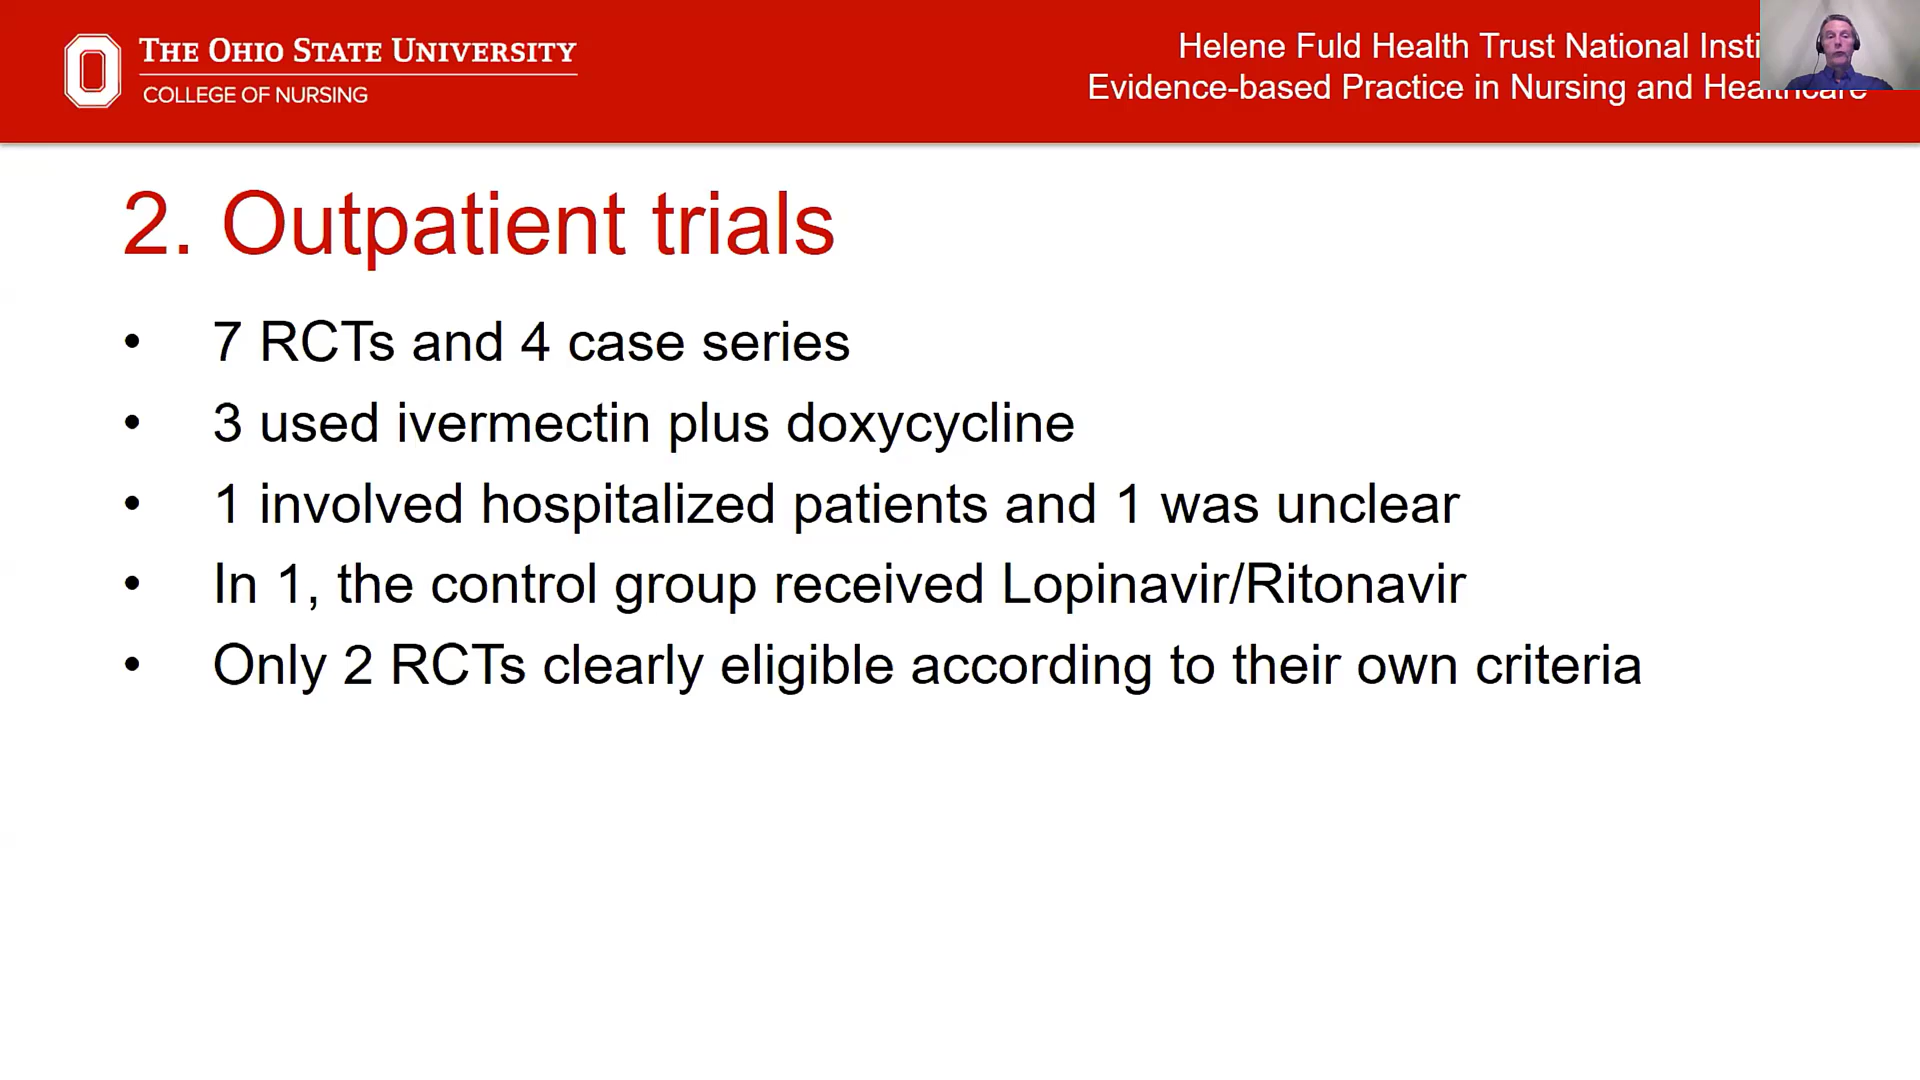 THE OHIO STATE UNIVERSITY
COLLEGE OF NURSING
Helene Fuld Health Trust National
Evidence-based Practice in Nursing and Healthcare
2. Outpatient trials
• 7 RCTs and 4 case series
• 3 used ivermectin plus doxycycline
• 1 involved hospitalized patients and 1 was unclear
• In 1, the control group received Lopinavir/Ritonavir
• Only 2 RCTs clearly eligible according to their own criteria